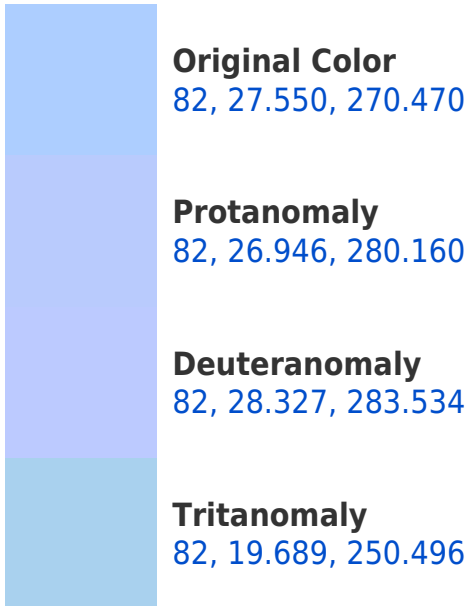 Original Color
82, 27.550, 270.470
Protanomaly
82, 26.946, 280.160
Deuteranomaly
82, 28.327, 283.534
Tritanomaly
82, 19.689, 250.496